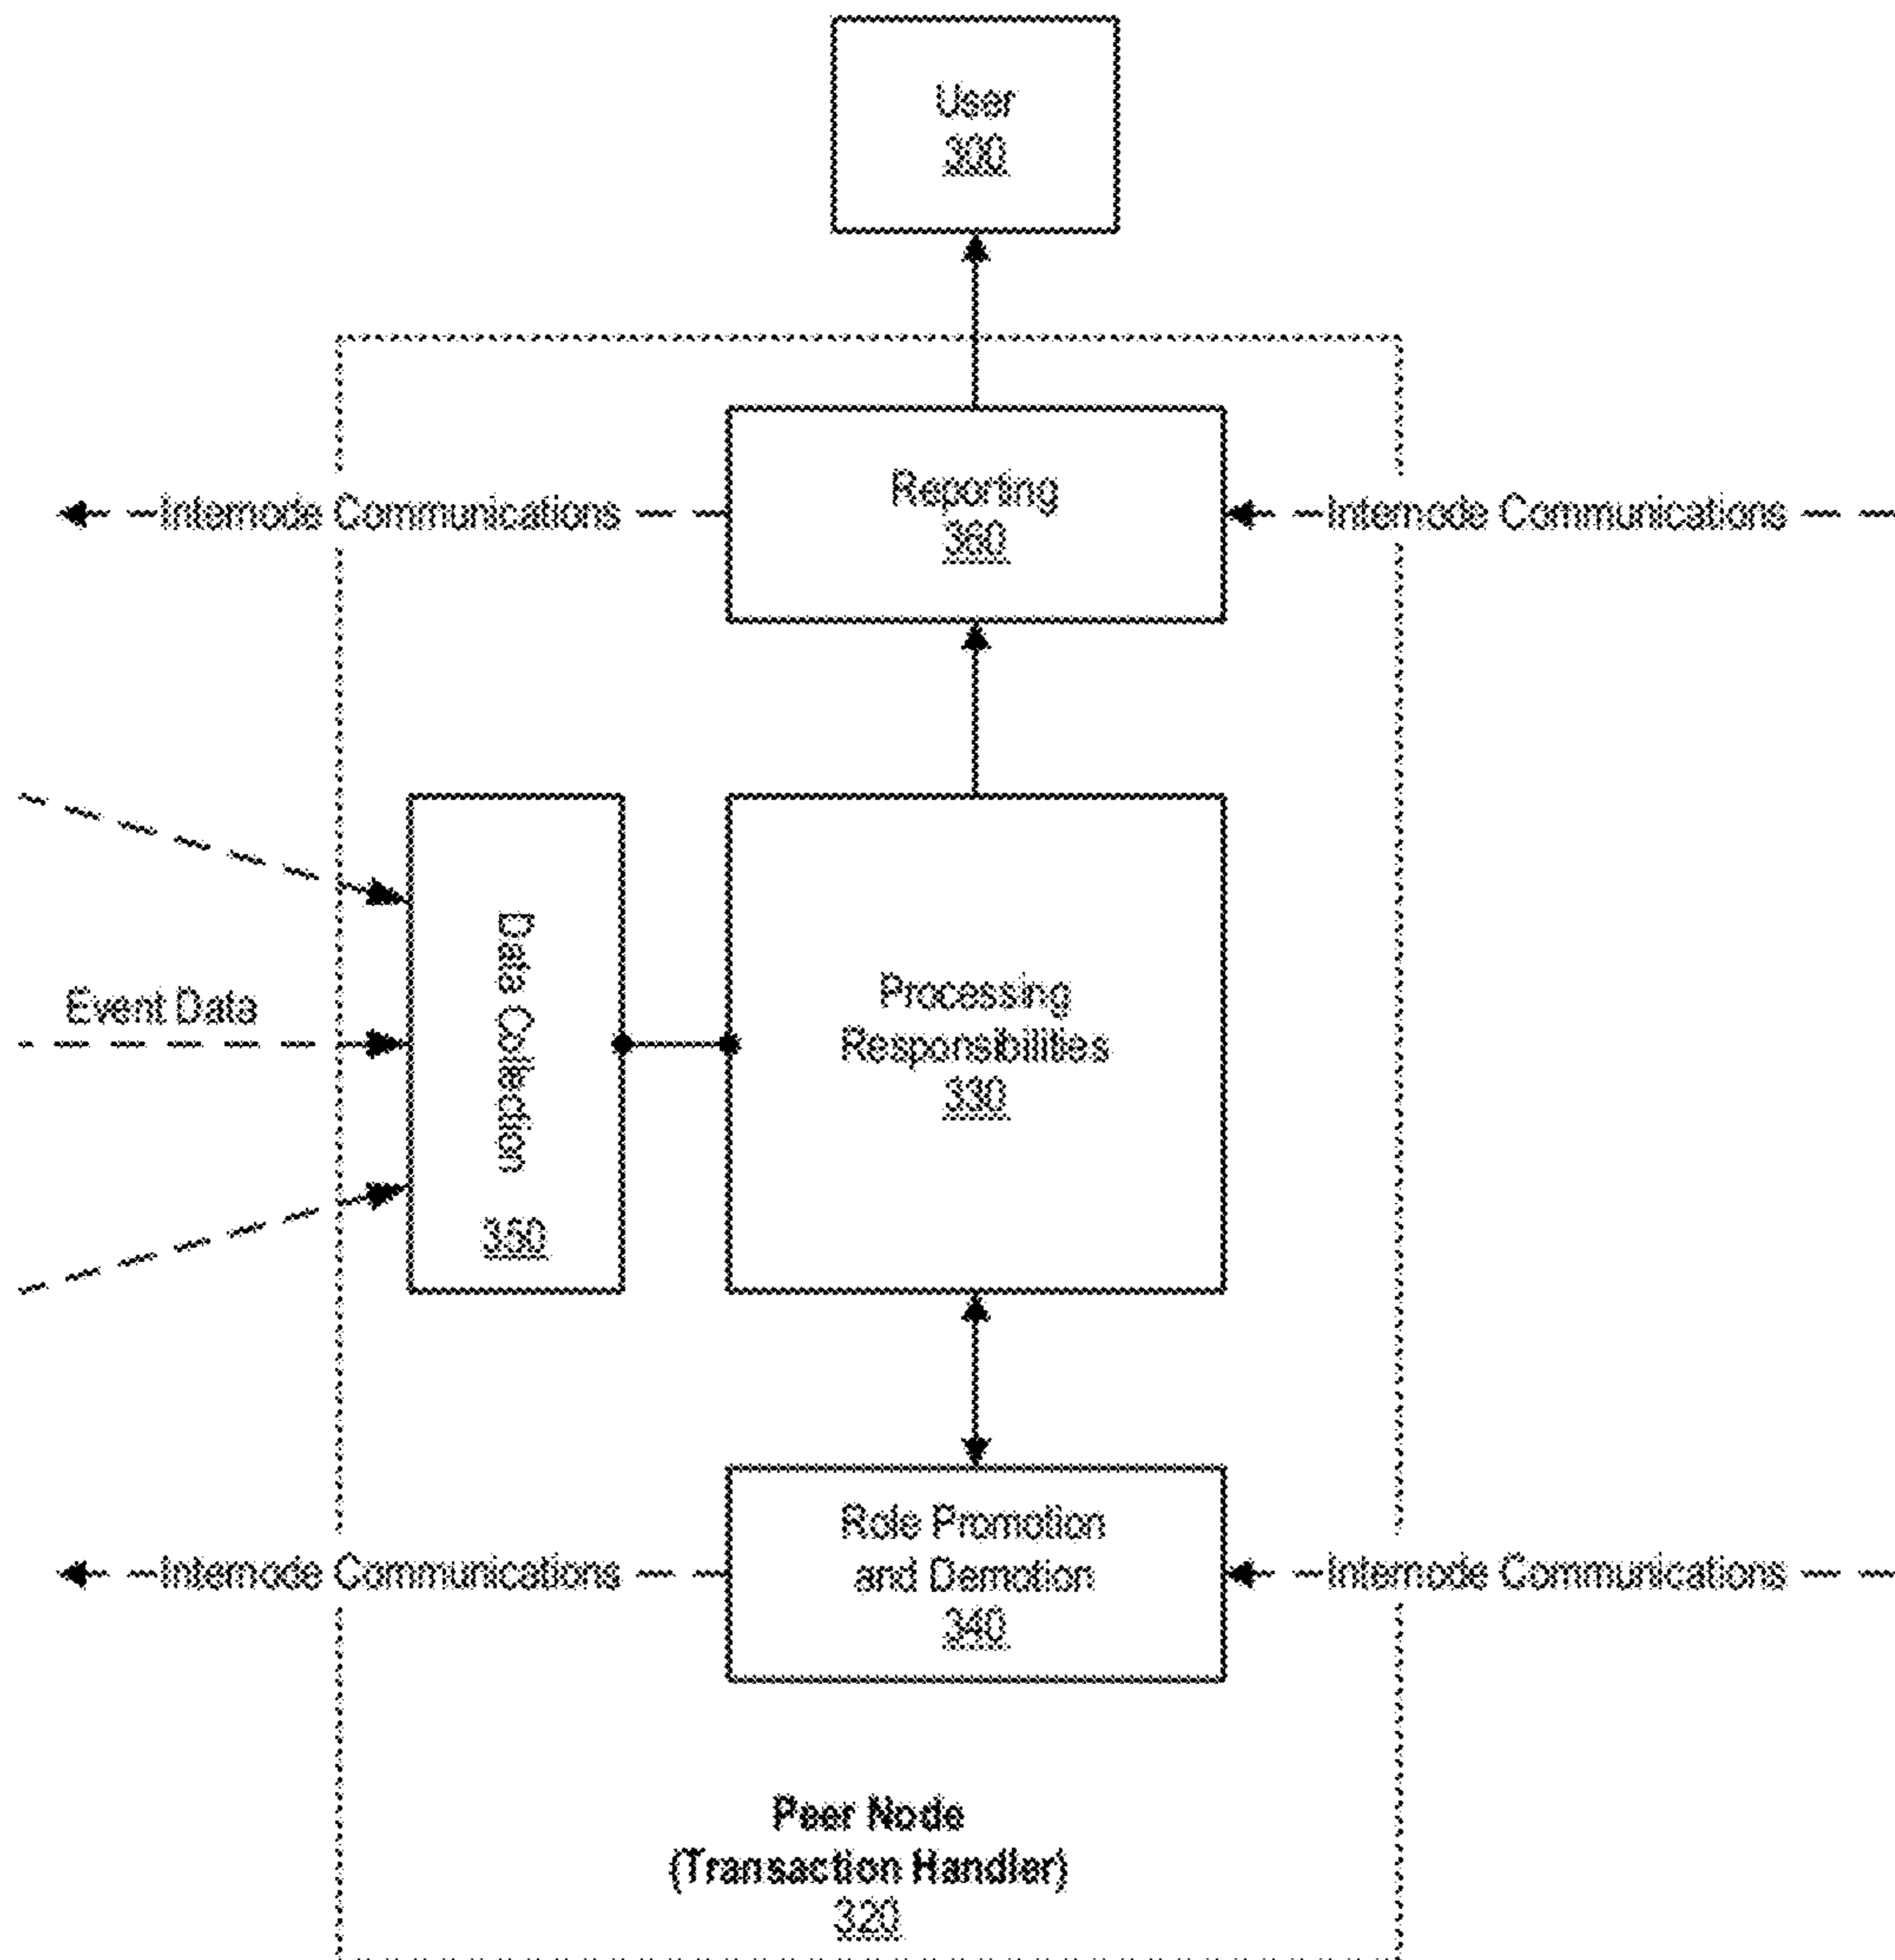 User
300
Internode Communications
Reporting
360
Internode Communications
Event Data
Data Collection
350
Processing
Responsibilities
330
Internode Communications
Role Promotion
and Demotion
340
Internode Communications
Peer Node
(Transaction Handler)
320